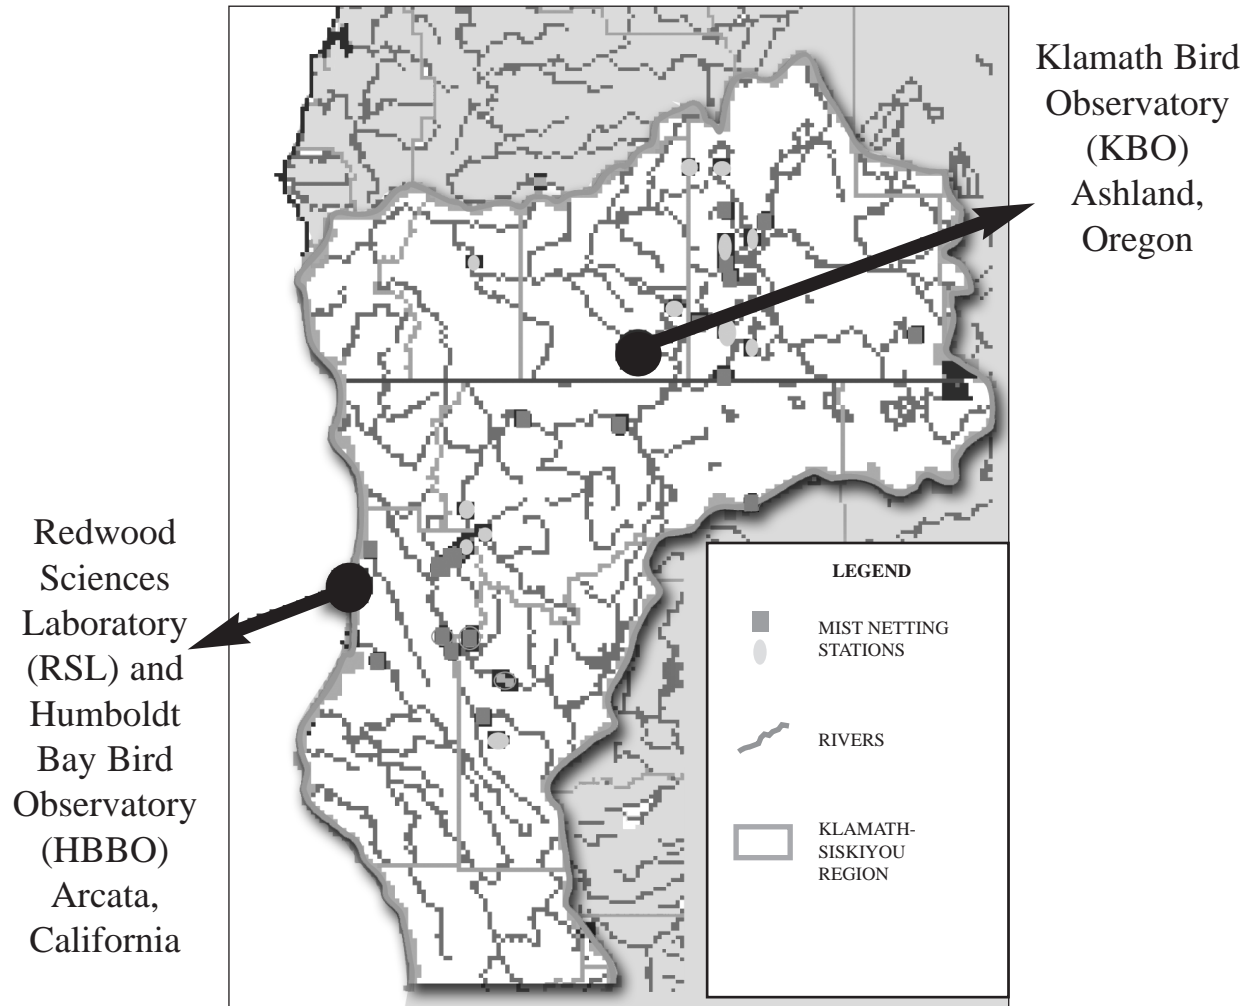 Klamath Bird
Observatory
(KBO)
Ashland,
Oregon
Redwood
Sciences
Laboratory
(RSL) and
Humboldt
Bay Bird
Observatory
(HBBO)
Arcata,
California
LEGEND
MIST NETTING
STATIONS
RIVERS
KLAMATH-
SISKIYOU
REGION